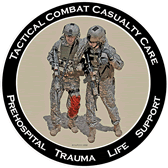 Tactical Combat Casualty Care
Prehospital Trauma Life Support